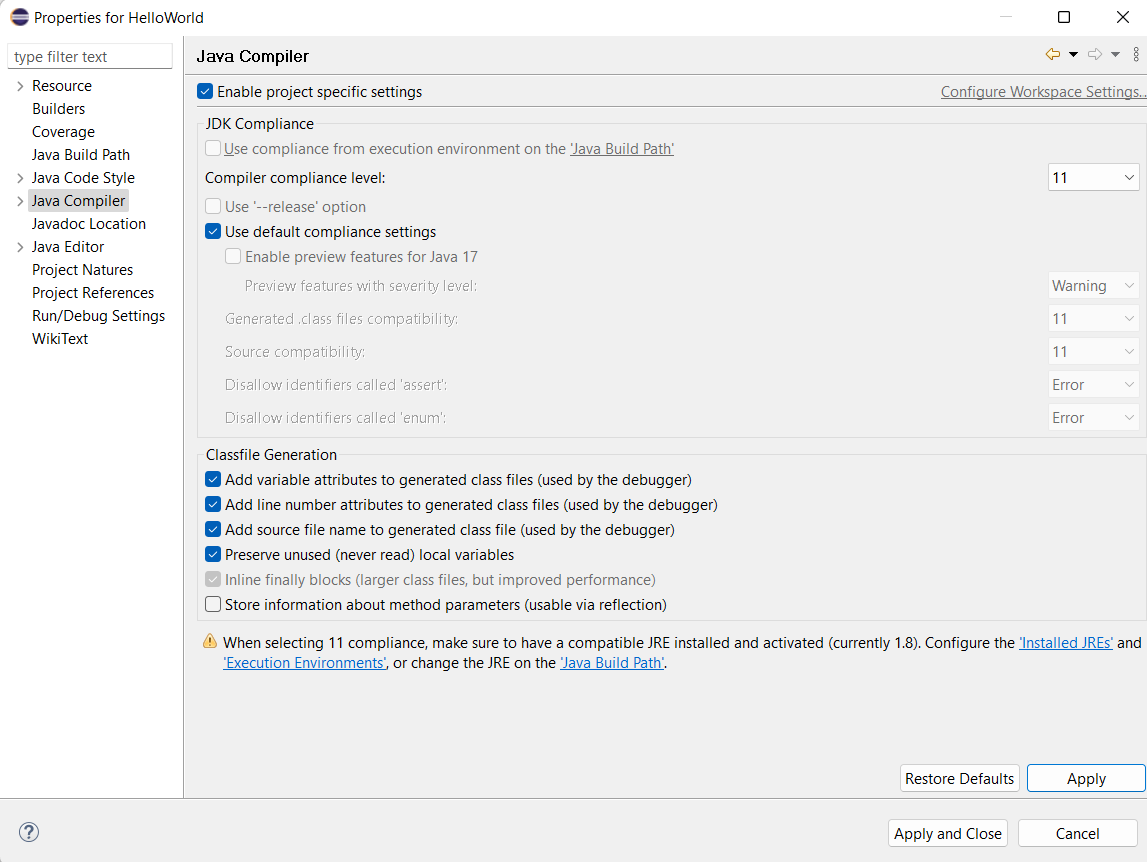 Properties for HelloWorld
type filter text
Java Compiler
Resource
Builders
Coverage
Java Build Path
Java Code Style
Java Compiler
Javadoc Location
Java Editor
Project Natures
Project References
Run/Debug Settings
WikiText
Enable project specific settings
Configure Workspace Settings..
JDK Compliance
Use compliance from execution environment on the 'Java Build Path'
Compiler compliance level: 11
Use '--release' option
Use default compliance settings
Enable preview features for Java 17
Preview features with severity level: Warning
Generated .class files compatibility: 11
Source compatibility: 11
Disallow identifiers called 'assert': Error
Disallow identifiers called 'enum': Error
Classfile Generation
Add variable attributes to generated class files (used by the debugger)
Add line number attributes to generated class files (used by the debugger)
Add source file name to generated class file (used by the debugger)
Preserve unused (never read) local variables
Inline finally blocks (larger class files, but improved performance)
Store information about method parameters (usable via reflection)
When selecting 11 compliance, make sure to have a compatible JRE installed and activated (currently 1.8). Configure the 'Installed JREs' and
'Execution Environments', or change the JRE on the 'Java Build Path'.
Restore Defaults Apply
? Apply and Close Cancel